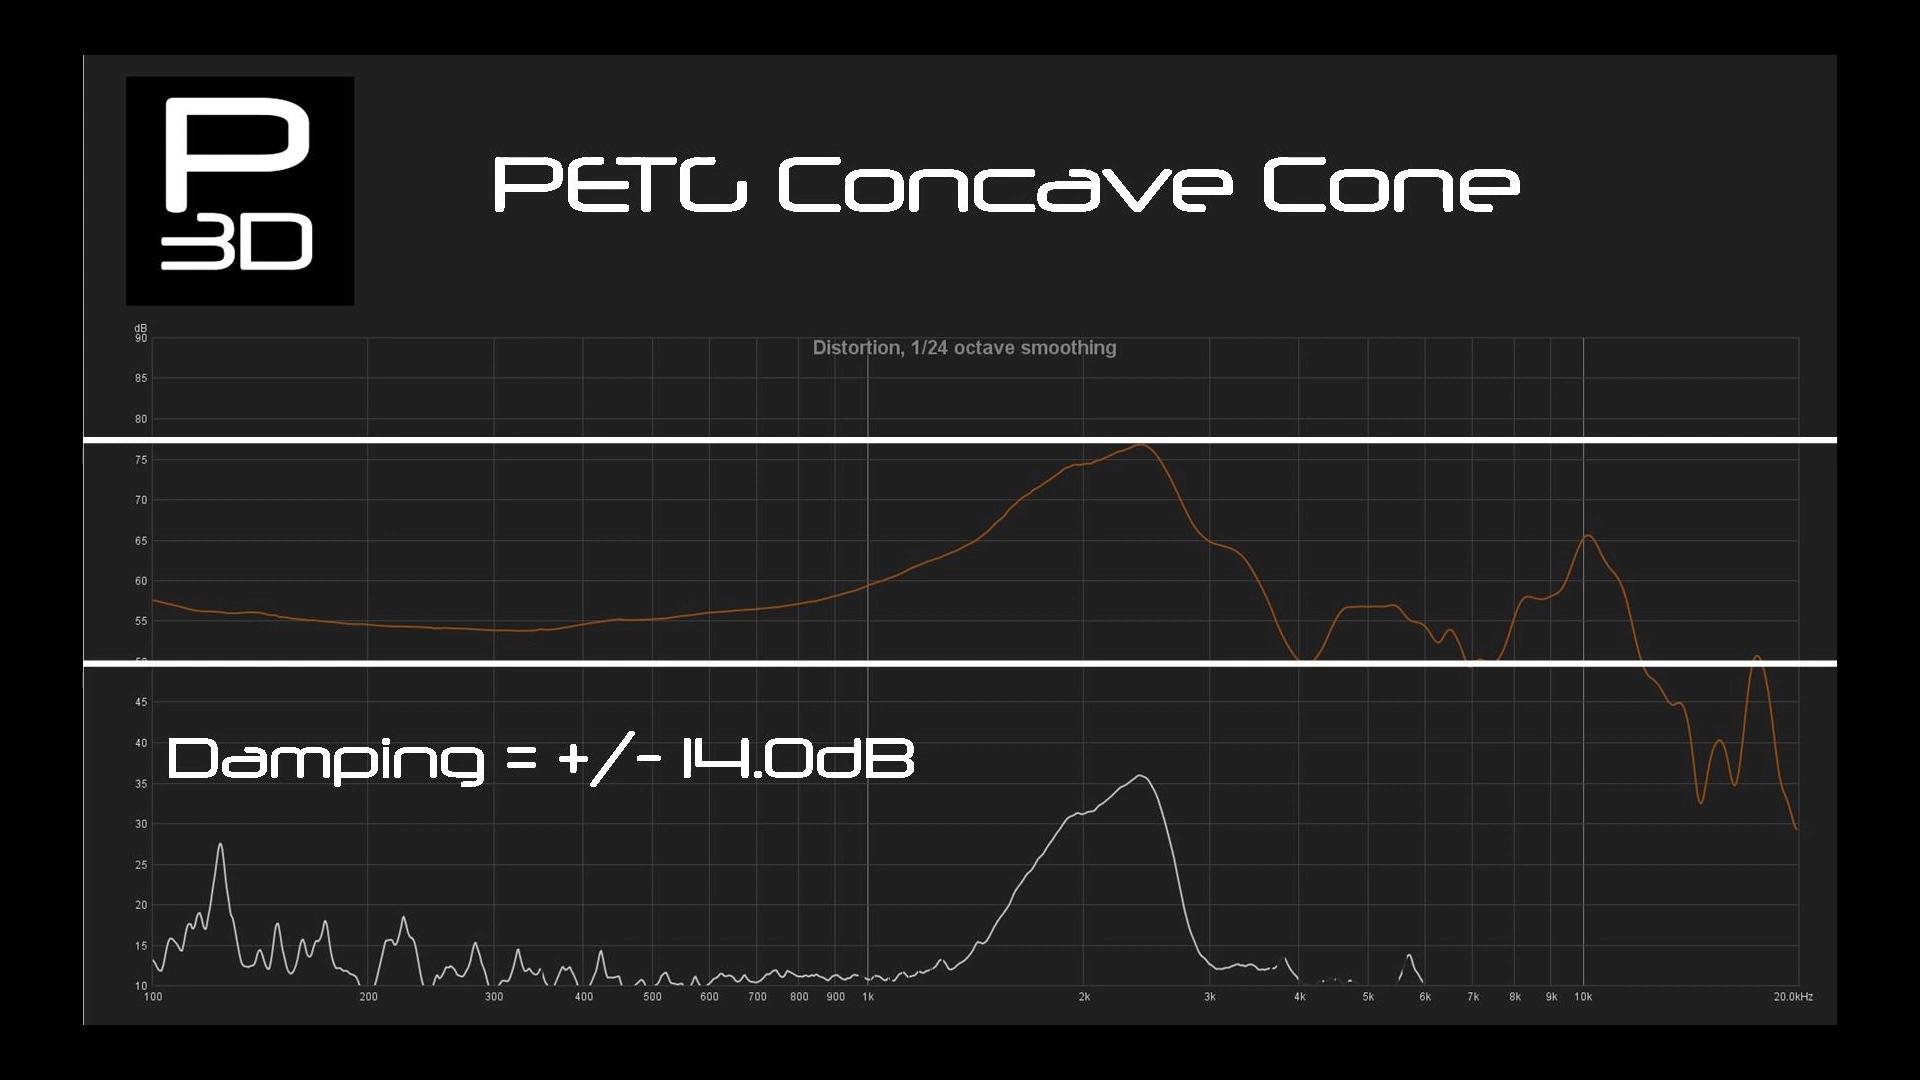 P
3D
PETG Concave Cone
dB
90
Distortion, 1/24 octave smoothing
85
80
75
70
65
60
55
50
45
40
Damping = +/- 14.0dB
35
30
25
20
15
10
100 200 300 400 500 600 700 800 900 1k 2k 3k 4k 5k 6k 7k 8k 9k 10k 20.0kHz